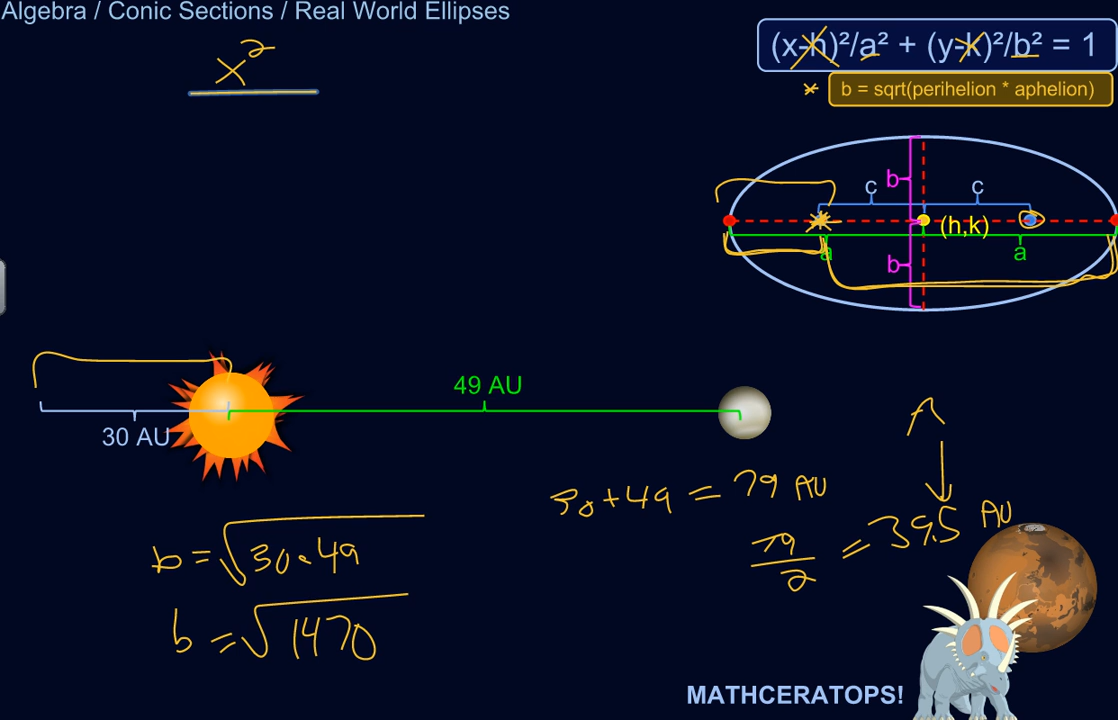 Algebra / Conic Sections / Real World Ellipses
x²
(x-h)²/a² + (y-k)²/b² = 1
* b = sqrt(perihelion * aphelion)
b
c c
(h,k)
a a
b
49 AU
30 AU
A
30+49 = 79 AU
79/2 = 39.5 AU
b = √30·49
b = √1470
MATHCERATOPS!